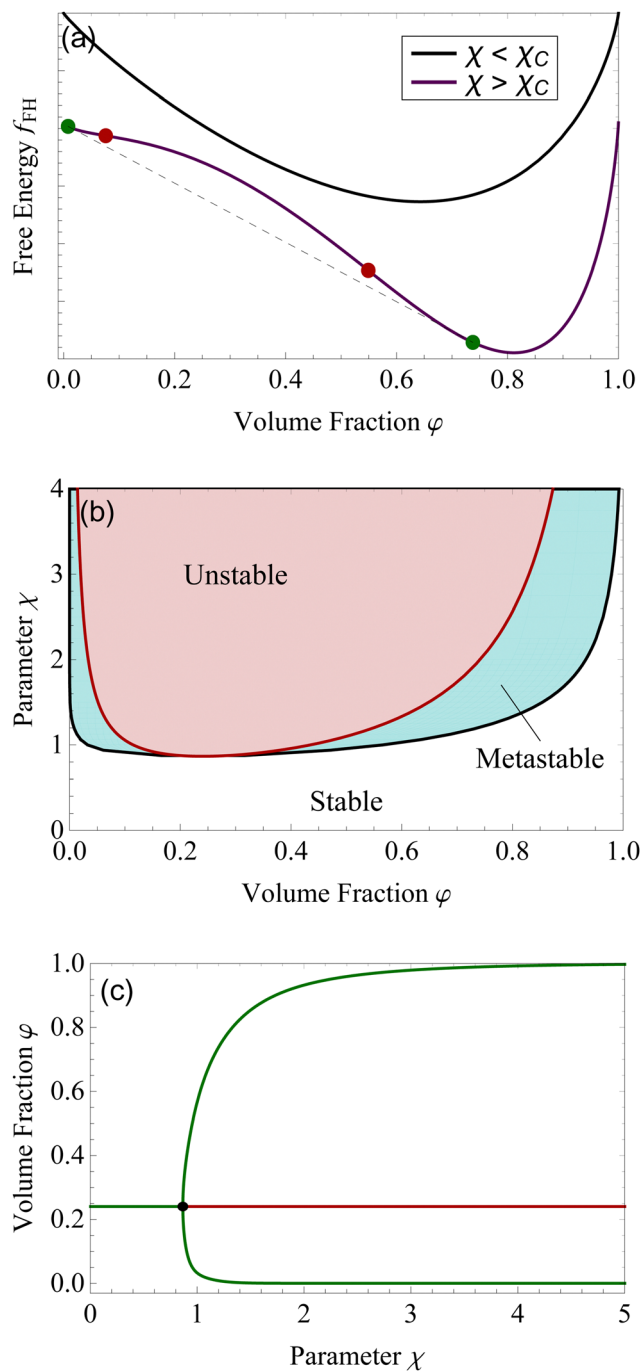 (a)
χ < χC
χ > χC
Free Energy fFH
0.0 0.2 0.4 0.6 0.8 1.0
Volume Fraction φ
(b)
4
3
2
1
0
Parameter χ
Unstable
Metastable
Stable
0.0 0.2 0.4 0.6 0.8 1.0
Volume Fraction φ
(c)
1.0
0.8
0.6
0.4
0.2
0.0
Volume Fraction φ
0 1 2 3 4 5
Parameter χ